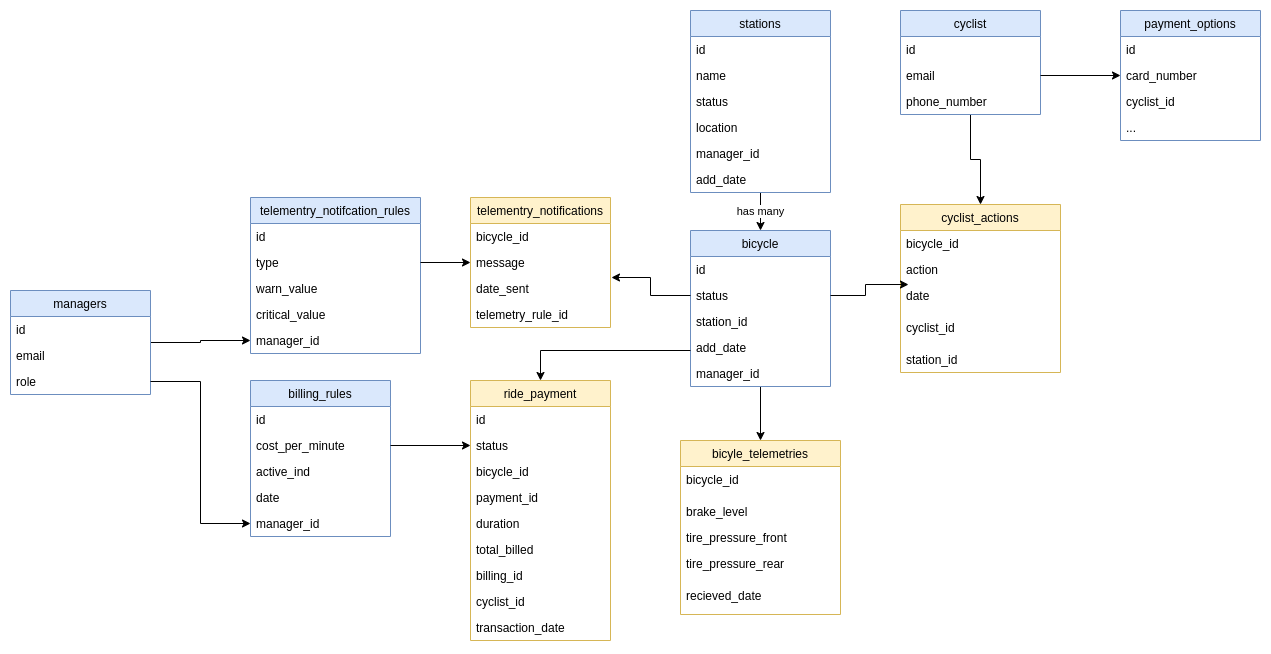 stations
id
name
status
location
manager_id
add_date
cyclist
id
email
phone_number
payment_options
id
card_number
cyclist_id
...
has many
telementry_notifcation_rules
id
type
warn_value
critical_value
manager_id
telementry_notifications
bicycle_id
message
date_sent
telemetry_rule_id
bicycle
id
status
station_id
add_date
manager_id
cyclist_actions
bicycle_id
action
date
cyclist_id
station_id
managers
id
email
role
billing_rules
id
cost_per_minute
active_ind
date
manager_id
ride_payment
id
status
bicycle_id
payment_id
duration
total_billed
billing_id
cyclist_id
transaction_date
bicyle_telemetries
bicycle_id
brake_level
tire_pressure_front
tire_pressure_rear
recieved_date